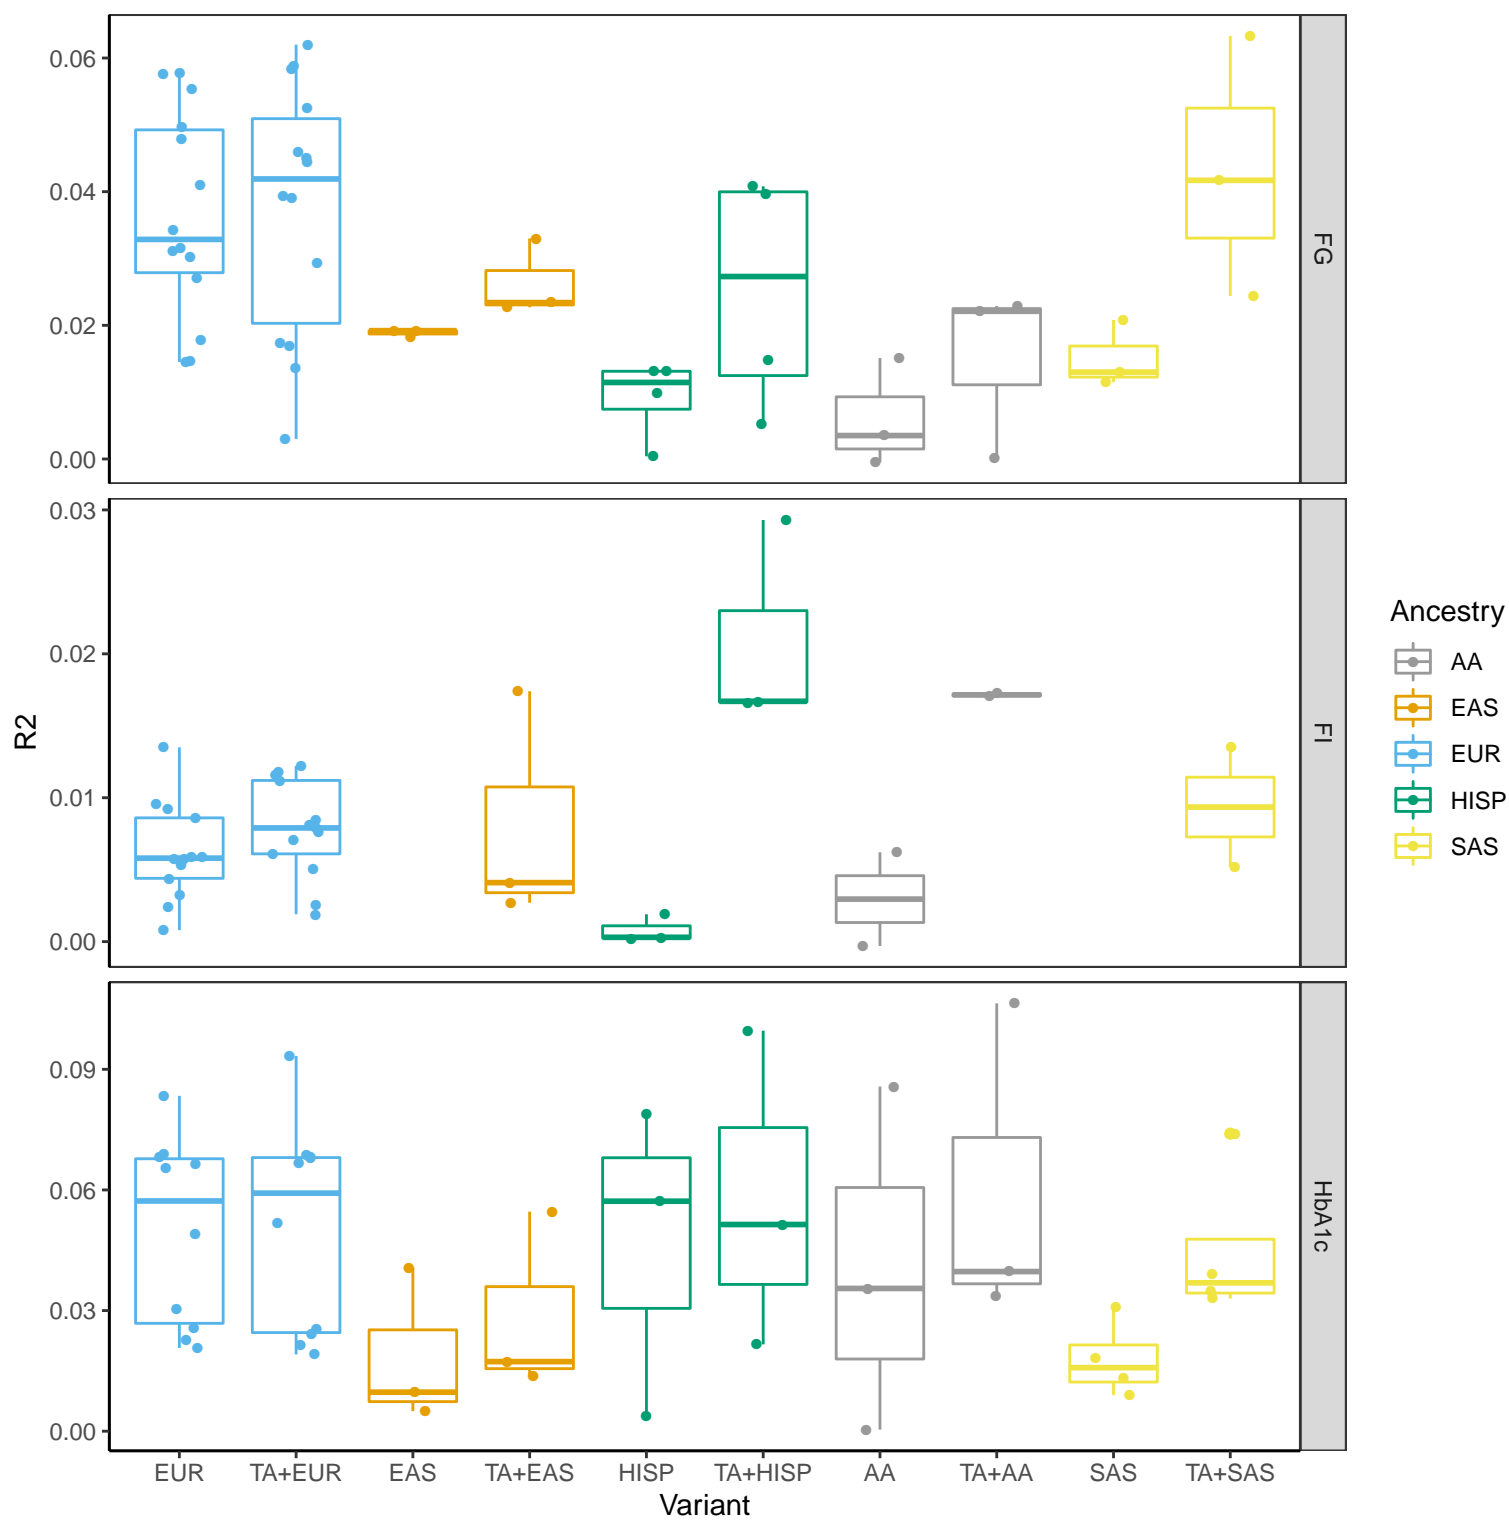 0.06
0.04
0.02
0.00
FG
0.03
0.02
0.01
0.00
FI
0.09
0.06
0.03
0.00
HbA1c
R2
EUR TA+EUR EAS TA+EAS HISP TA+HISP AA TA+AA SAS TA+SAS
Variant
Ancestry
AA
EAS
EUR
HISP
SAS